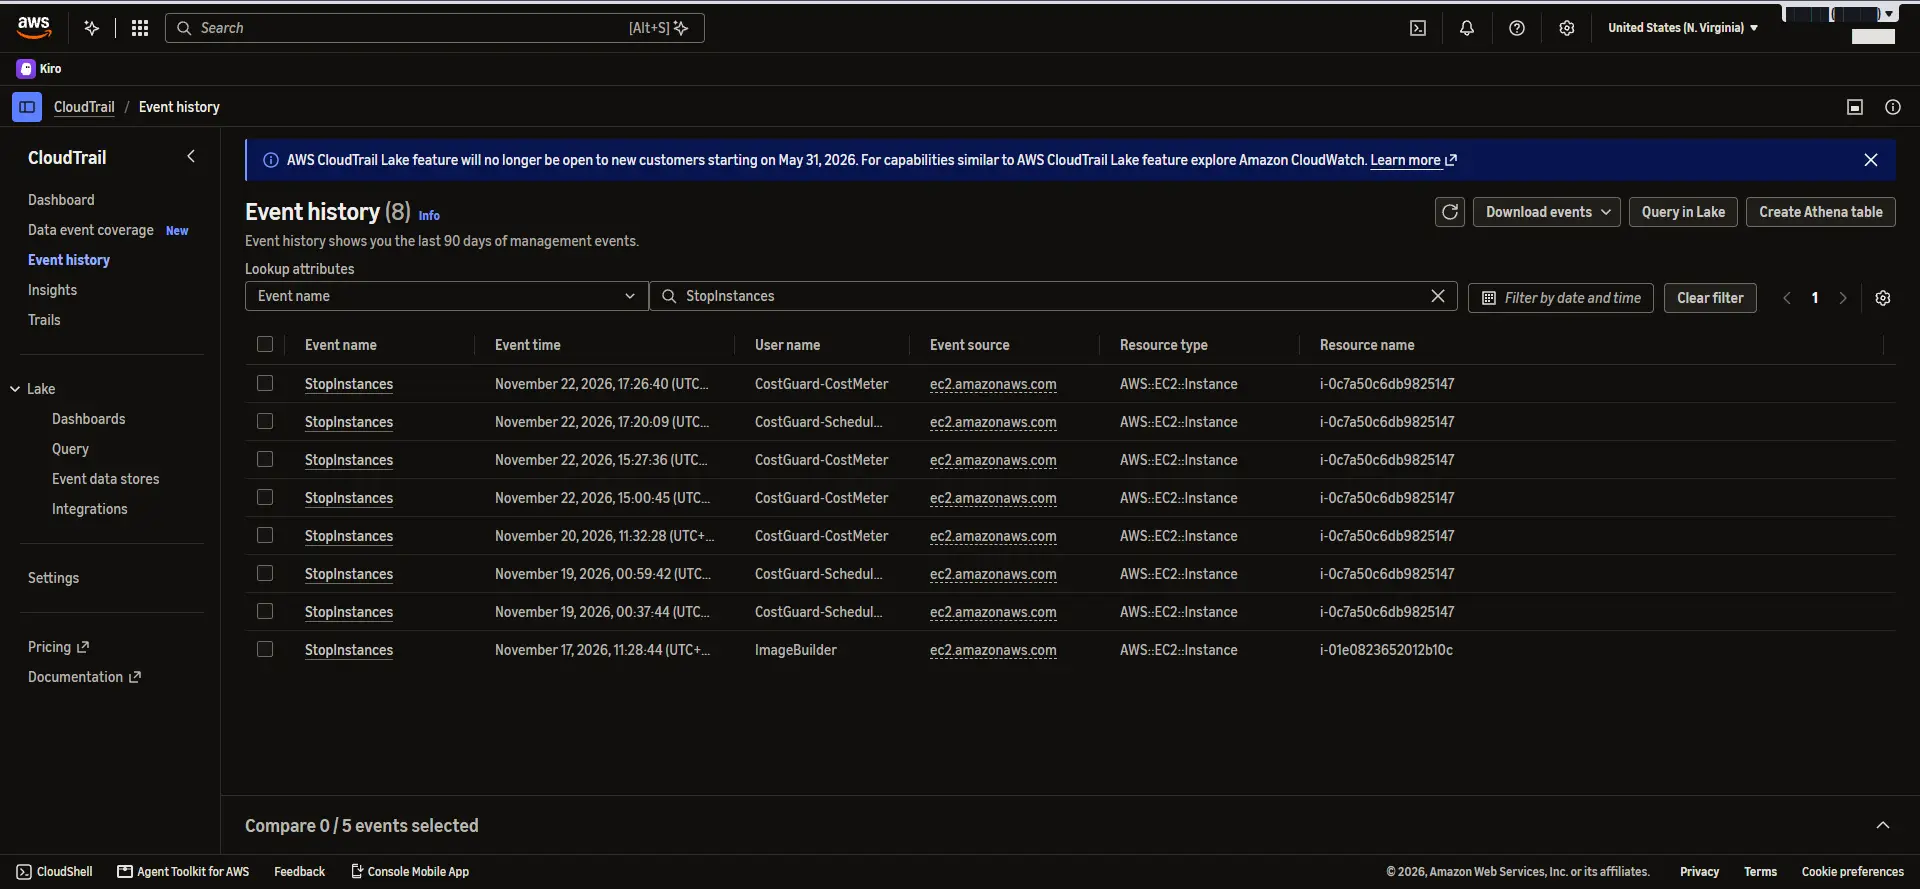 aws
Search [Alt+S]
United States (N. Virginia)
Kiro
CloudTrail / Event history
CloudTrail
Dashboard
Data event coverage New
Event history
Insights
Trails
Lake
Dashboards
Query
Event data stores
Integrations
Settings
Pricing
Documentation
AWS CloudTrail Lake feature will no longer be open to new customers starting on May 31, 2026. For capabilities similar to AWS CloudTrail Lake feature explore Amazon CloudWatch. Learn more
Event history (8) Info
Download events
Query in Lake
Create Athena table
Event history shows you the last 90 days of management events.
Lookup attributes
Event name
StopInstances
Filter by date and time
Clear filter
1
Event name Event time User name Event source Resource type Resource name
StopInstances November 22, 2026, 17:26:40 (UTC... CostGuard-CostMeter ec2.amazonaws.com AWS::EC2::Instance i-0c7a50c6db9825147
StopInstances November 22, 2026, 17:20:09 (UTC... CostGuard-Schedul... ec2.amazonaws.com AWS::EC2::Instance i-0c7a50c6db9825147
StopInstances November 22, 2026, 15:27:36 (UTC... CostGuard-CostMeter ec2.amazonaws.com AWS::EC2::Instance i-0c7a50c6db9825147
StopInstances November 22, 2026, 15:00:45 (UTC... CostGuard-CostMeter ec2.amazonaws.com AWS::EC2::Instance i-0c7a50c6db9825147
StopInstances November 20, 2026, 11:32:28 (UTC+... CostGuard-CostMeter ec2.amazonaws.com AWS::EC2::Instance i-0c7a50c6db9825147
StopInstances November 19, 2026, 00:59:42 (UTC... CostGuard-Schedul... ec2.amazonaws.com AWS::EC2::Instance i-0c7a50c6db9825147
StopInstances November 19, 2026, 00:37:44 (UTC... CostGuard-Schedul... ec2.amazonaws.com AWS::EC2::Instance i-0c7a50c6db9825147
StopInstances November 17, 2026, 11:28:44 (UTC+... ImageBuilder ec2.amazonaws.com AWS::EC2::Instance i-01e0823652012b10c
Compare 0 / 5 events selected
CloudShell Agent Toolkit for AWS Feedback Console Mobile App © 2026, Amazon Web Services, Inc. or its affiliates. Privacy Terms Cookie preferences